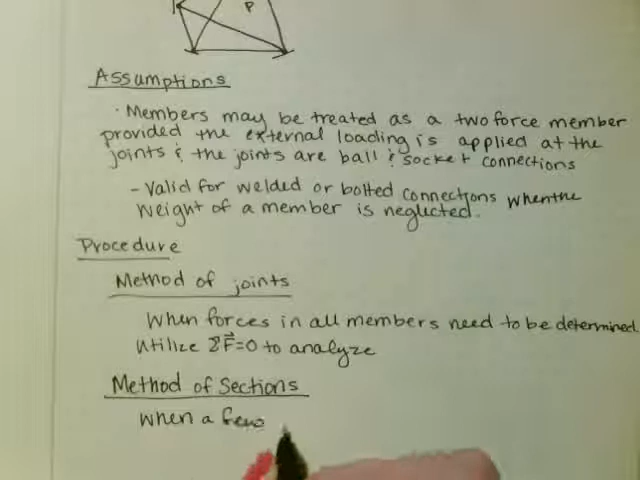 P
Assumptions
· Members may be treated as a two force member
provided the external loading is applied at the
joints & the joints are ball & socket connections
- Valid for welded or bolted connections when the
weight of a member is neglected.
Procedure
Method of joints
When forces in all members need to be determined.
Utilize ΣF⃗=0 to analyze
Method of Sections
When a few